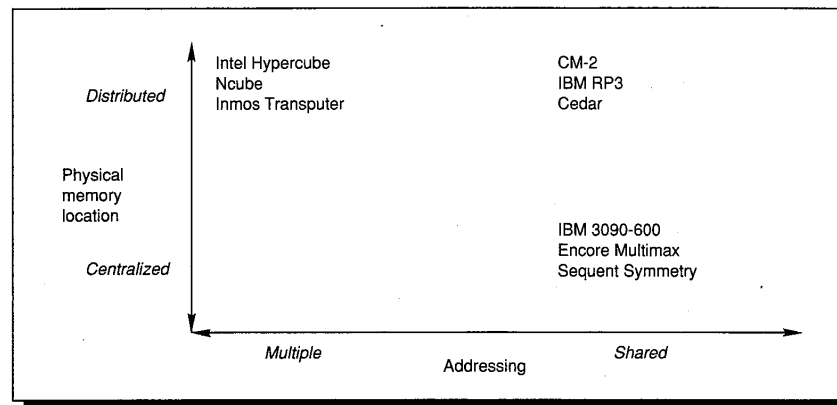 Intel Hypercube
Ncube
Inmos Transputer
CM-2
IBM RP3
Cedar
Distributed
Physical
memory
location
IBM 3090-600
Encore Multimax
Sequent Symmetry
Centralized
Multiple
Shared
Addressing